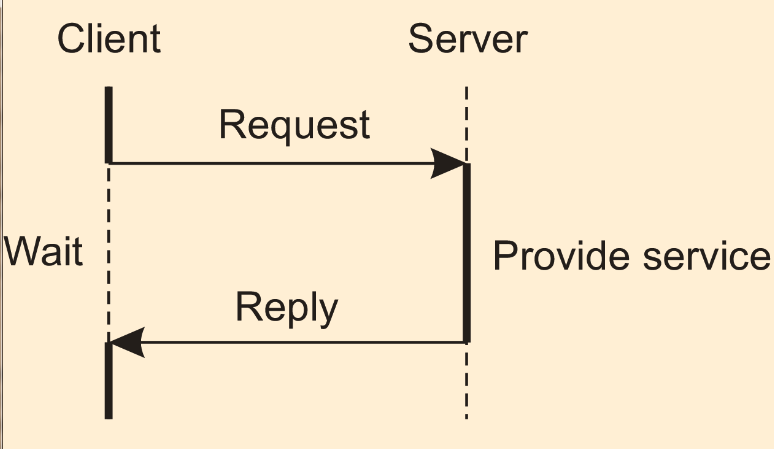 Client
Server
Request
Wait
Provide service
Reply